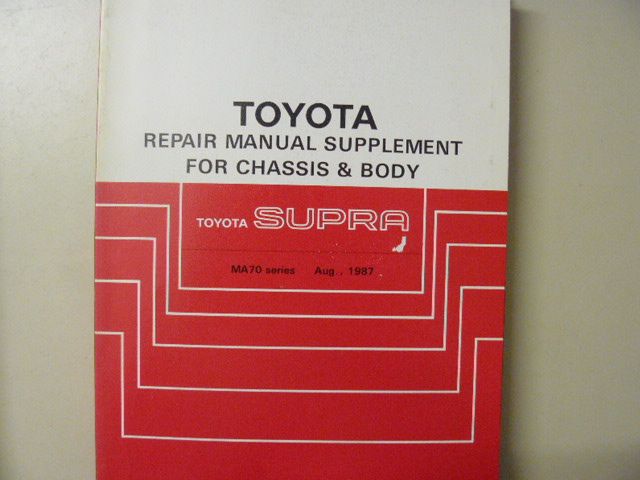 TOYOTA
REPAIR MANUAL SUPPLEMENT
FOR CHASSIS & BODY
TOYOTA SUPRA
MA70 series Aug., 1987